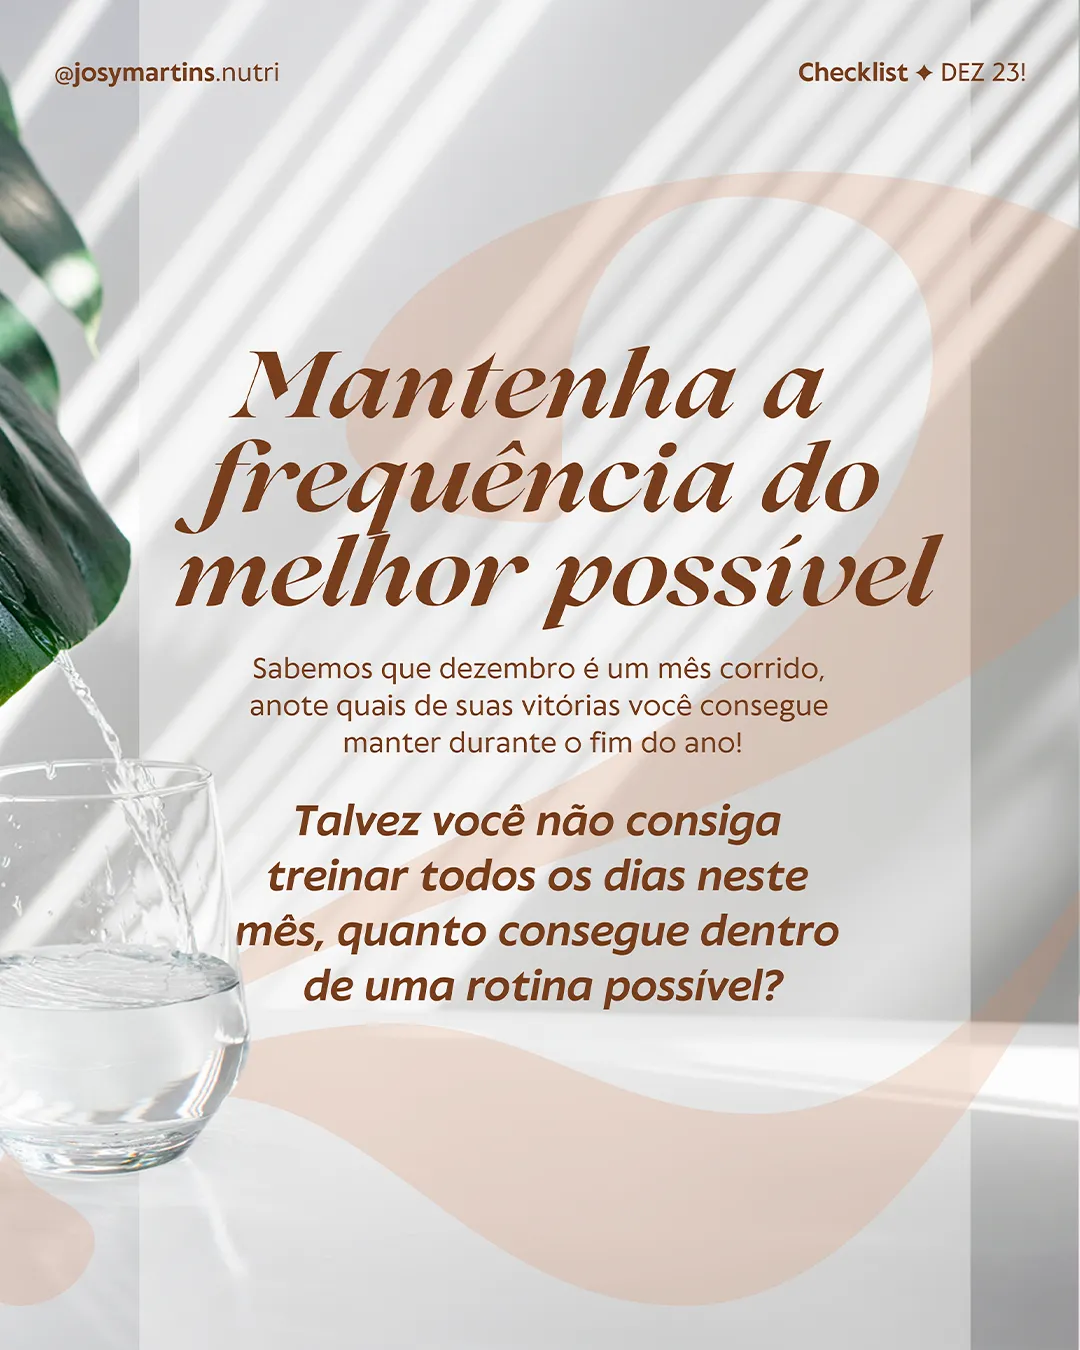 @josymartins.nutri
Checklist ✦ DEZ 23!
2
Mantenha a
frequência do
melhor possível
Sabemos que dezembro é um mês corrido,
anote quais de suas vitórias você consegue
manter durante o fim do ano!
Talvez você não consiga
treinar todos os dias neste
mês, quanto consegue dentro
de uma rotina possível?